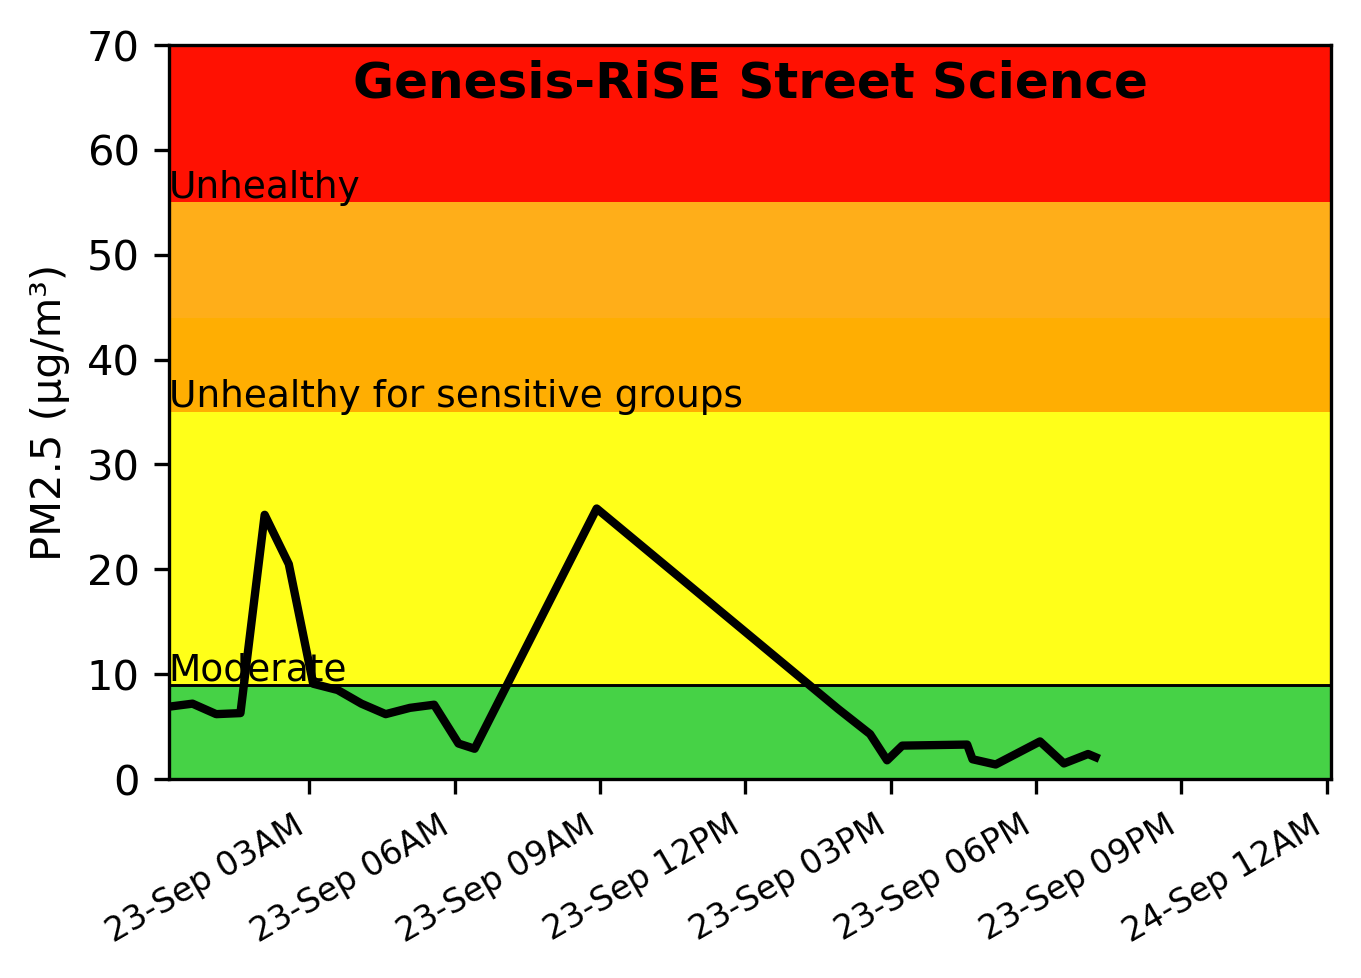 Genesis-RiSE Street Science
70
60
50
40
30
20
10
0
PM2.5 (µg/m³)
Unhealthy
Unhealthy for sensitive groups
Moderate
23-Sep 03AM
23-Sep 06AM
23-Sep 09AM
23-Sep 12PM
23-Sep 03PM
23-Sep 06PM
23-Sep 09PM
24-Sep 12AM